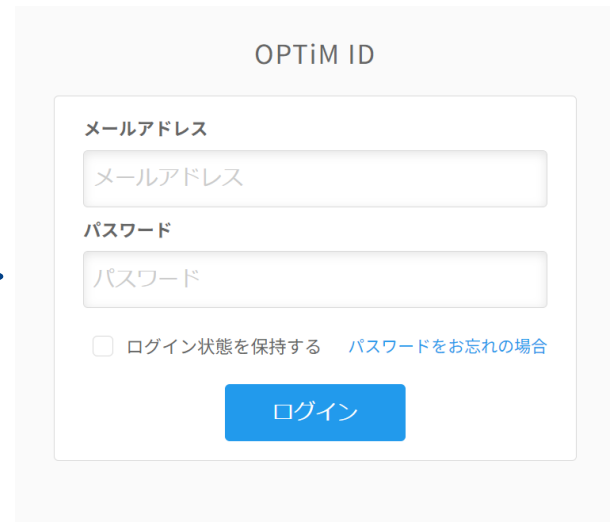 OPTiM ID
メールアドレス
メールアドレス
パスワード
パスワード
ログイン状態を保持する パスワードをお忘れの場合
ログイン